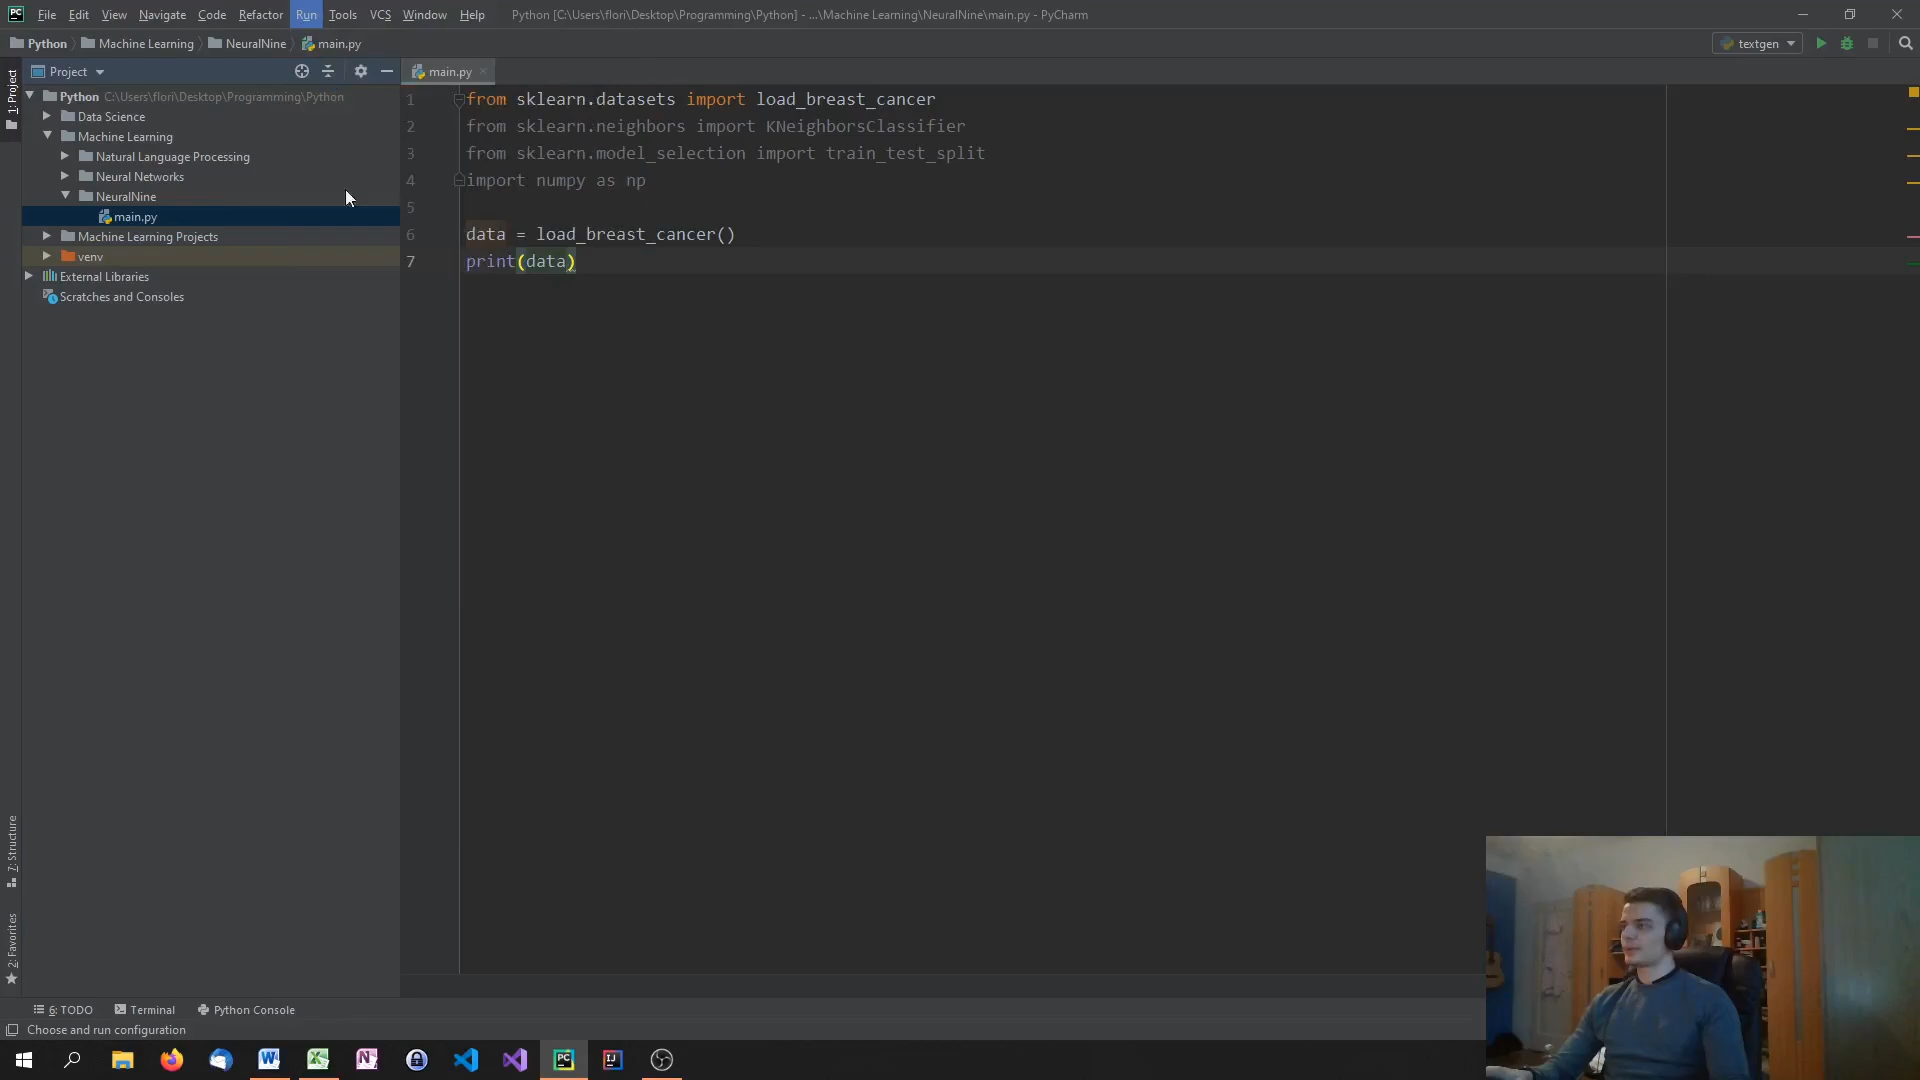 File Edit View Navigate Code Refactor Run Tools VCS Window Help Python [C:\Users\flori\Desktop\Programming\Python] - ...\Machine Learning\NeuralNine\main.py - PyCharm
Python Machine Learning NeuralNine main.py textgen
1: Project
Project
main.py
Python C:\Users\flori\Desktop\Programming\Python
Data Science
Machine Learning
Natural Language Processing
Neural Networks
NeuralNine
main.py
Machine Learning Projects
venv
External Libraries
Scratches and Consoles
1 from sklearn.datasets import load_breast_cancer
2 from sklearn.neighbors import KNeighborsClassifier
3 from sklearn.model_selection import train_test_split
4 import numpy as np
5
6 data = load_breast_cancer()
7 print(data)
7: Structure
2: Favorites
6: TODO Terminal Python Console
Choose and run configuration